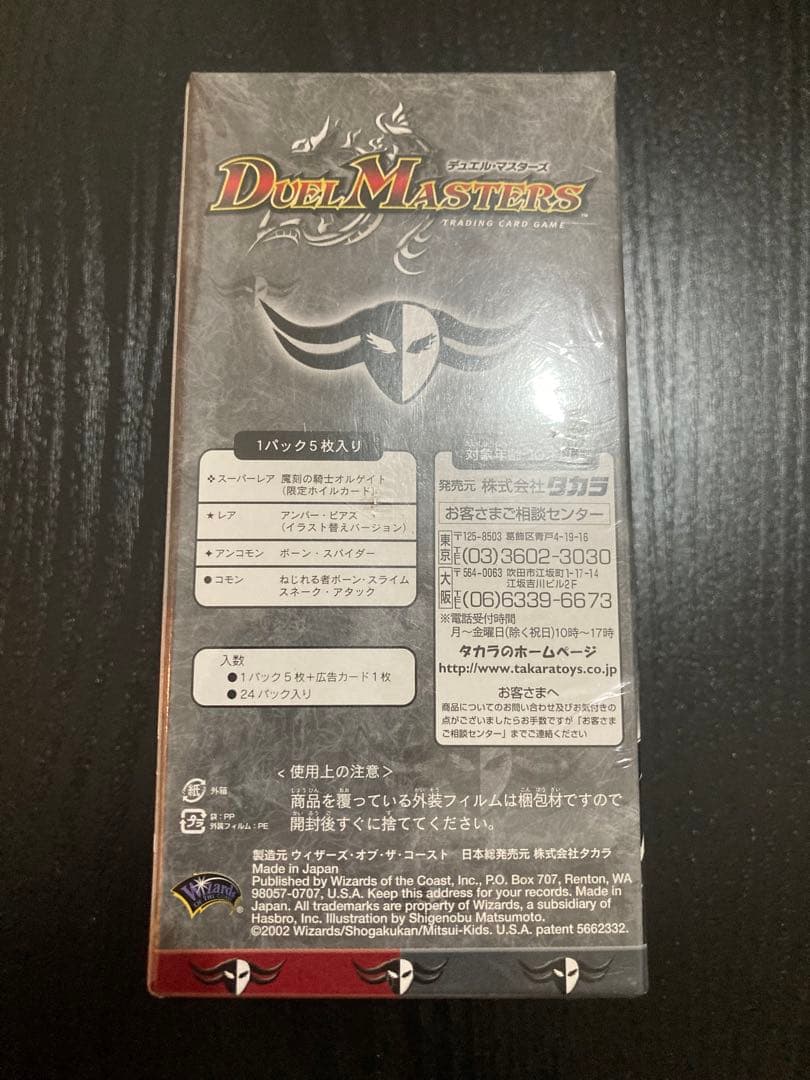 デュエル・マスターズ
DUEL MASTERS™
TRADING CARD GAME
1パック5枚入り
❖スーパーレア 魔刻の騎士オルゲイト
(限定ホイルカード)
★レア アンバー・ピアス
(イラスト替えバージョン)
✦アンコモン ボーン・スパイダー
●コモン ねじれる者ボーン・スライム
スネーク・アタック
入数
●1パック5枚+広告カード1枚
●24パック入り
対象年齢
発売元 株式会社タカラ
お客さまご相談センター
東京 〒125-8503 葛飾区青戸4-19-16
TEL(03)3602-3030
大阪 〒564-0063 吹田市江坂町1-17-14
江坂吉川ビル2F
TEL(06)6339-6673
※電話受付時間
月〜金曜日(除く祝日)10時〜17時
タカラのホームページ
http://www.takaratoys.co.jp
お客さまへ
商品についてのお問い合わせ及びお気付きの
点がございましたらお手数ですが「お客さま
ご相談センター」までご連絡ください
<使用上の注意>
商品を覆っている外装フィルムは梱包材ですので
開封後すぐに捨ててください。
紙 外箱
プラ 袋:PP
外装フィルム:PE
製造元 ウィザーズ・オブ・ザ・コースト 日本総発売元 株式会社タカラ
Made in Japan
Published by Wizards of the Coast, Inc., P.O. Box 707, Renton, WA
98057-0707, U.S.A. Keep this address for your records. Made in
Japan. All trademarks are property of Wizards, a subsidiary of
Hasbro, Inc. Illustration by Shigenobu Matsumoto.
©2002 Wizards/Shogakukan/Mitsui-Kids. U.S.A. patent 5662332.
Wizards
OF THE COAST®